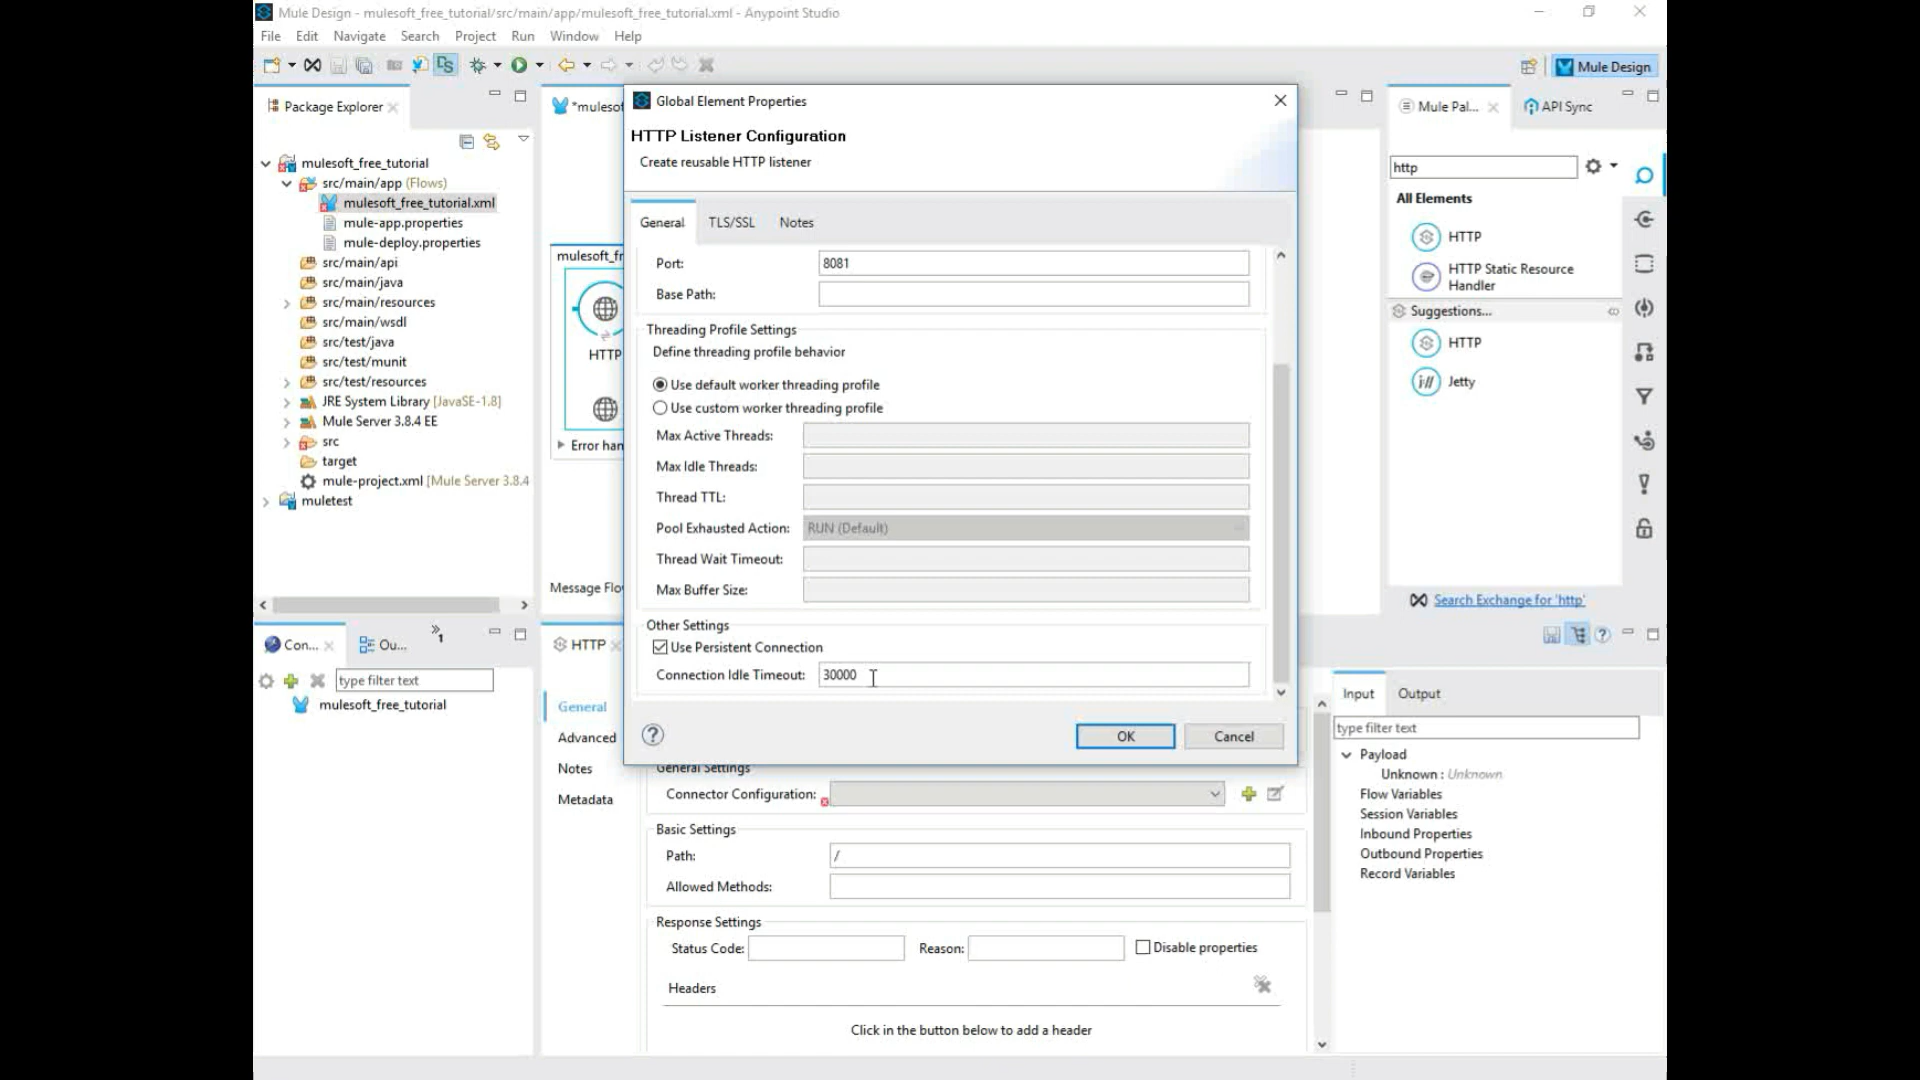 Mule Design - mulesoft_free_tutorial/src/main/app/mulesoft_free_tutorial.xml - Anypoint Studio
File Edit Navigate Search Project Run Window Help
Mule Design
Package Explorer
*mulesof
mulesoft_free_tutorial
src/main/app (Flows)
mulesoft_free_tutorial.xml
mule-app.properties
mule-deploy.properties
src/main/api
src/main/java
src/main/resources
src/main/wsdl
src/test/java
src/test/munit
src/test/resources
JRE System Library [JavaSE-1.8]
Mule Server 3.8.4 EE
src
target
mule-project.xml [Mule Server 3.8.4
muletest
mulesoft_fr
HTTP
Error han
Message Flo
Global Element Properties
HTTP Listener Configuration
Create reusable HTTP listener
General TLS/SSL Notes
Port: 8081
Base Path:
Threading Profile Settings
Define threading profile behavior
Use default worker threading profile
Use custom worker threading profile
Max Active Threads:
Max Idle Threads:
Thread TTL:
Pool Exhausted Action: RUN (Default)
Thread Wait Timeout:
Max Buffer Size:
Other Settings
Use Persistent Connection
Connection Idle Timeout: 30000
OK Cancel
Mule Pal... API Sync
http
All Elements
HTTP
HTTP Static Resource
Handler
Suggestions...
HTTP
Jetty
Search Exchange for 'http'
Con... Ou... »1
type filter text
mulesoft_free_tutorial
HTTP
General
Advanced
Notes
Metadata
General Settings
Connector Configuration:
Basic Settings
Path: /
Allowed Methods:
Response Settings
Status Code: Reason: Disable properties
Headers
Click in the button below to add a header
Input Output
type filter text
Payload
Unknown : Unknown
Flow Variables
Session Variables
Inbound Properties
Outbound Properties
Record Variables